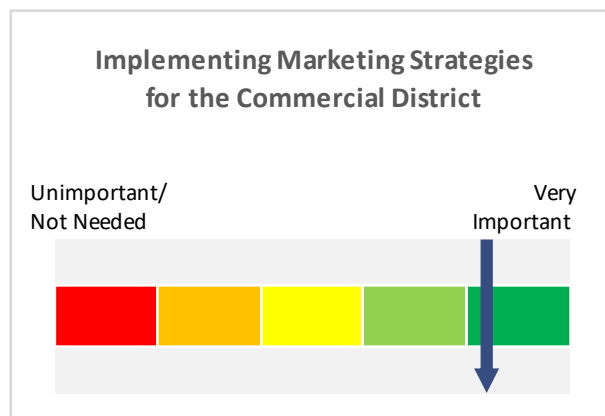 Implementing Marketing Strategies
for the Commercial District
Unimportant/
Not Needed
Very
Important